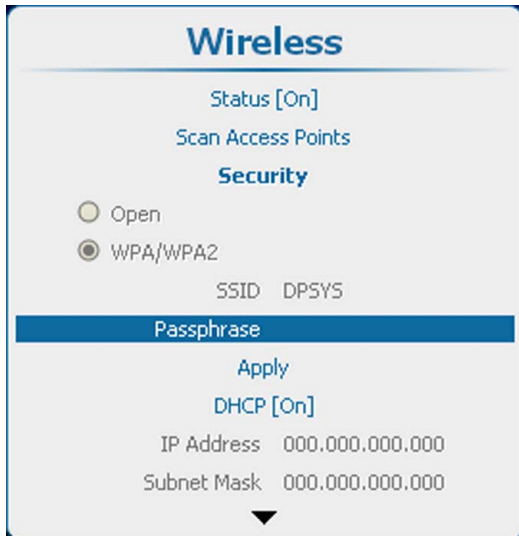 Wireless
Status [On]
Scan Access Points
Security
Open
WPA/WPA2
SSID DPSYS
Passphrase
Apply
DHCP [On]
IP Address 000.000.000.000
Subnet Mask 000.000.000.000